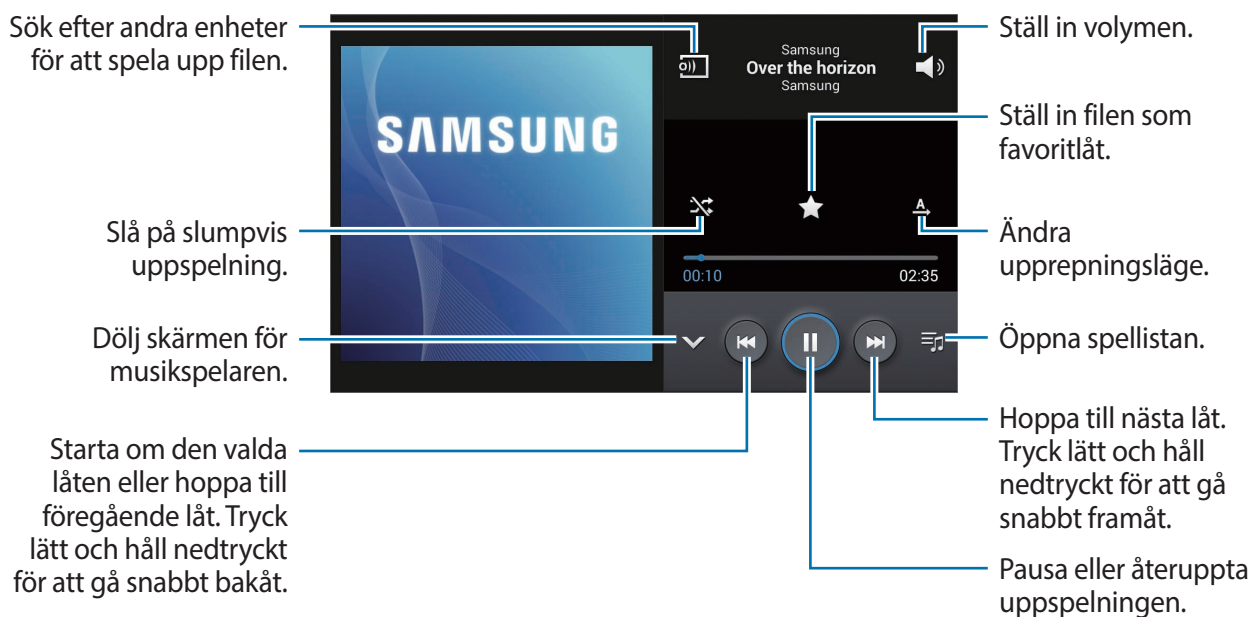 Sök efter andra enheter
för att spela upp filen.
Slå på slumpvis
uppspelning.
Dölj skärmen för
musikspelaren.
Starta om den valda
låten eller hoppa till
föregående låt. Tryck
lätt och håll nedtryckt
för att gå snabbt bakåt.
SAMSUNG
Samsung
Over the horizon
Samsung
A
00:10
02:35
Ställ in volymen.
Ställ in filen som
favoritlåt.
Ändra
upprepningsläge.
Öppna spellistan.
Hoppa till nästa låt.
Tryck lätt och håll
nedtryckt för att gå
snabbt framåt.
Pausa eller återuppta
uppspelningen.